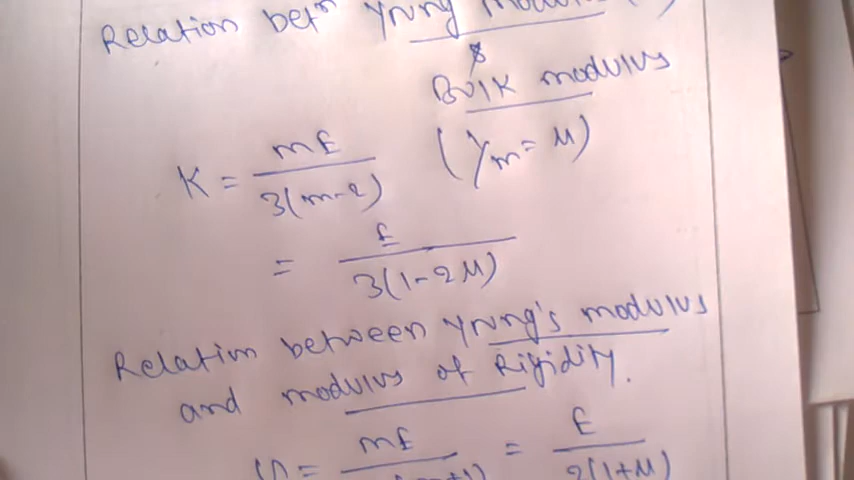 Relation betn Young modulus
&
Bulk modulus
K = mE / 3(m-2) (1/m = μ)
= E / 3(1-2μ)
Relation between Young's modulus
and modulus of Rigidity.
= mE / = E / 2(1+μ)